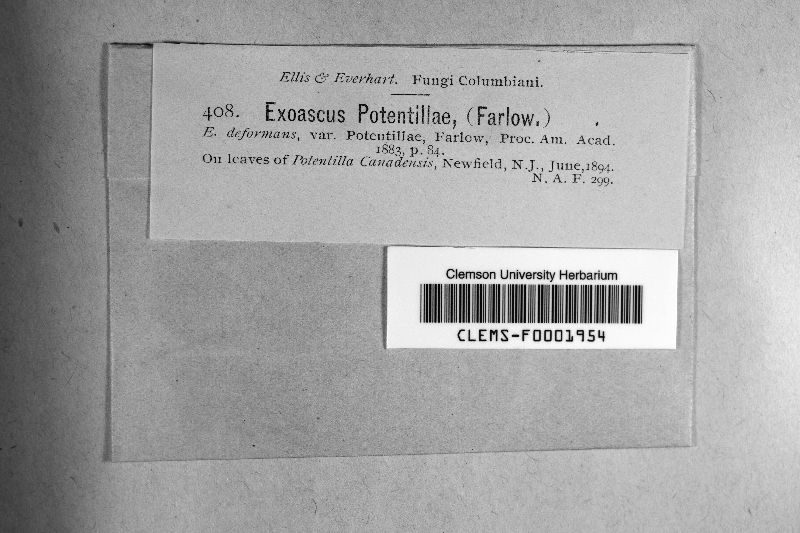 Ellis & Everhart. Fungi Columbiani.
408. Exoascus Potentillae, (Farlow.)
E. deformans, var. Potentillae, Farlow, Proc. Am. Acad.
1883, p. 84.
On leaves of Potentilla Canadensis, Newfield, N.J., June, 1894.
N. A. F. 299.
Clemson University Herbarium
CLEMS-F0001954